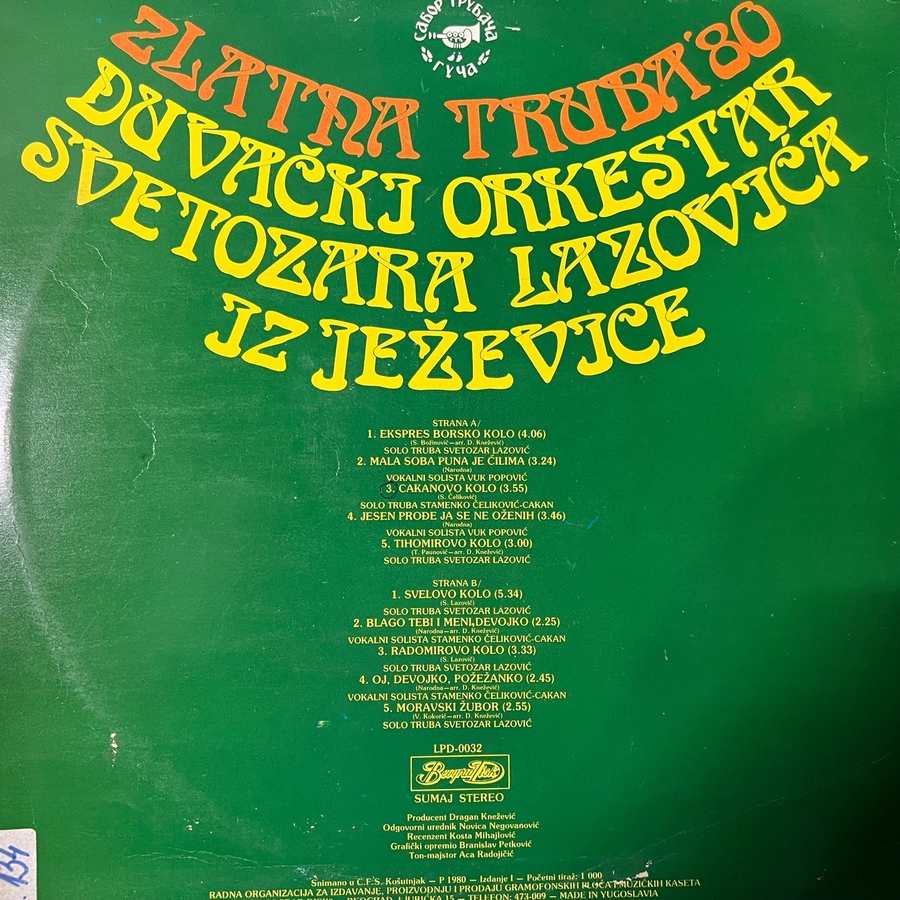 САБОР ТРУБАЧА
ГУЧА
ZLATNA TRUBA '80
DUVAČKI ORKESTAR
SVETOZARA LAZOVIĆA
IZ JEŽEVICE
STRANA A/
1. EKSPRES BORSKO KOLO (4.06)
(S. Božinović—arr. D. Knežević)
SOLO TRUBA SVETOZAR LAZOVIĆ
2. MALA SOBA PUNA JE ĆILIMA (3.24)
(Narodna)
VOKALNI SOLISTA VUK POPOVIĆ
3. CAKANOVO KOLO (3.55)
(S. Čeliković)
SOLO TRUBA STAMENKO ČELIKOVIĆ-CAKAN
4. JESEN PROĐE JA SE NE OŽENIH (3.46)
(Narodna)
VOKALNI SOLISTA VUK POPOVIĆ
5. TIHOMIROVO KOLO (3.00)
(T. Paunović—arr. D. Knežević)
SOLO TRUBA SVETOZAR LAZOVIĆ
STRANA B/
1. SVELOVO KOLO (5.34)
(S. Lazović)
SOLO TRUBA SVETOZAR LAZOVIĆ
2. BLAGO TEBI I MENI, DEVOJKO (2.25)
(Narodna—arr. D. Knežević)
VOKALNI SOLISTA STAMENKO ČELIKOVIĆ-CAKAN
3. RADOMIROVO KOLO (3.33)
(S. Lazović)
SOLO TRUBA SVETOZAR LAZOVIĆ
4. OJ, DEVOJKO, POŽEŽANKO (2.45)
(Narodna—arr. D. Knežević)
VOKALNI SOLISTA STAMENKO ČELIKOVIĆ-CAKAN
5. MORAVSKI ŽUBOR (2.55)
(V. Kokorić—arr. D. Knežević)
SOLO TRUBA SVETOZAR LAZOVIĆ
LPD-0032
SUMAJ STEREO
Producent Dragan Knežević
Odgovorni urednik Novica Negovanović
Recenzent Kosta Mihajlović
Grafički opremio Branislav Petković
Ton-majstor Aca Radojičić
Snimano u C.F.S. Košutnjak — P 1980 — Izdanje I — Početni tiraž: 1 000
RADNA ORGANIZACIJA ZA IZDAVANJE, PROIZVODNJU I PRODAJU GRAMOFONSKIH PLOČA I MUZIČKIH KASETA
BEOGRAD, LJUBIĆKA 15 — TELEFON: 473-009 — MADE IN YUGOSLAVIA
134